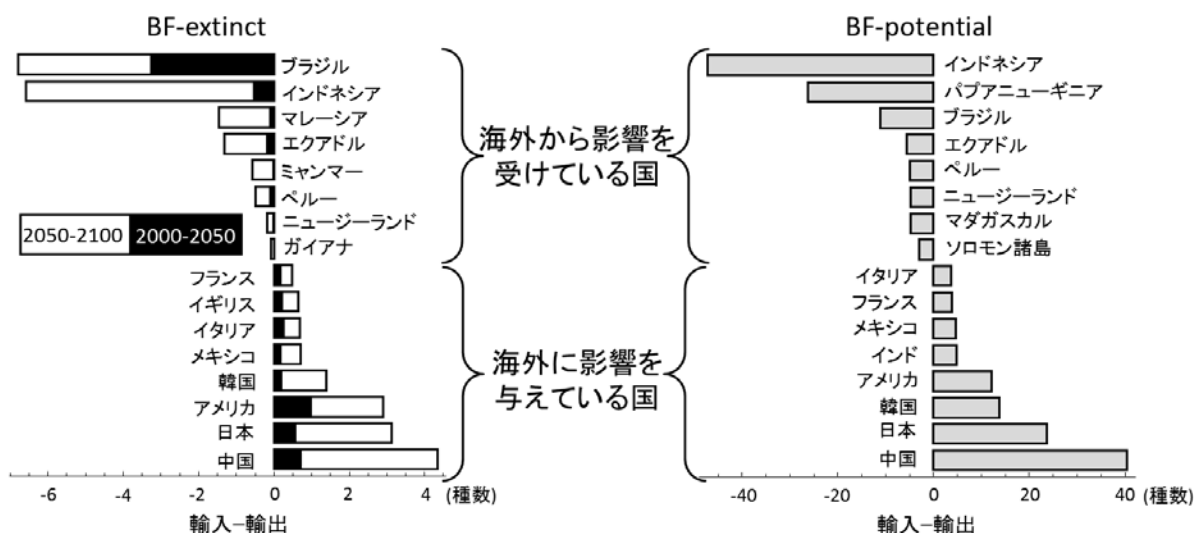 BF-extinct
ブラジル
インドネシア
マレーシア
エクアドル
ミャンマー
ペルー
ニュージーランド
ガイアナ
2050-2100 2000-2050
フランス
イギリス
イタリア
メキシコ
韓国
アメリカ
日本
中国
-6 -4 -2 0 2 4 (種数)
輸入−輸出
海外から影響を
受けている国
海外に影響を
与えている国
BF-potential
インドネシア
パプアニューギニア
ブラジル
エクアドル
ペルー
ニュージーランド
マダガスカル
ソロモン諸島
イタリア
フランス
メキシコ
インド
アメリカ
韓国
日本
中国
-40 -20 0 20 40 (種数)
輸入−輸出